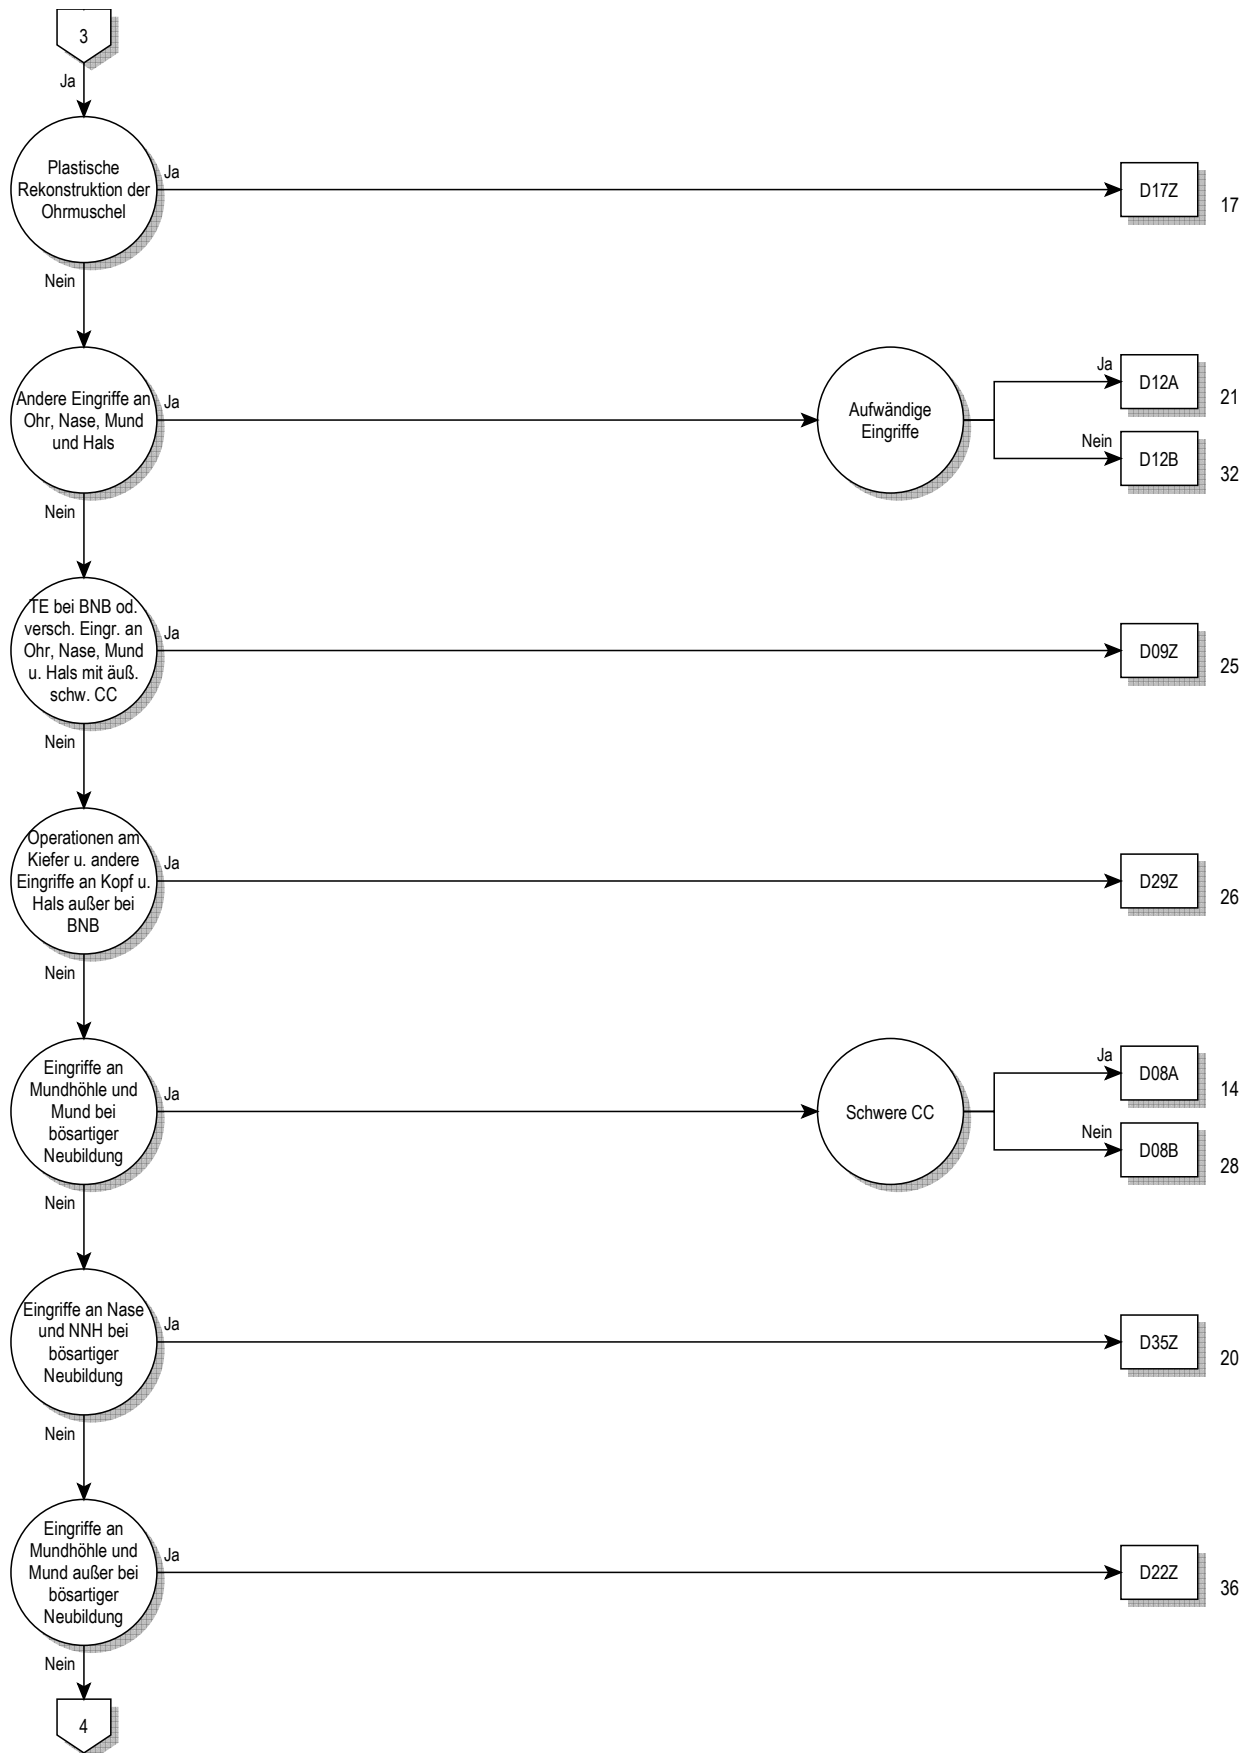 3
Ja
Plastische
Rekonstruktion der
Ohrmuschel
Ja
D17Z
17
Nein
Andere Eingriffe an
Ohr, Nase, Mund
und Hals
Ja
Aufwändige
Eingriffe
Ja
D12A
21
Nein
D12B
32
Nein
TE bei BNB od.
versch. Eingr. an
Ohr, Nase, Mund
u. Hals mit äuß.
schw. CC
Ja
D09Z
25
Nein
Operationen am
Kiefer u. andere
Eingriffe an Kopf u.
Hals außer bei
BNB
Ja
D29Z
26
Nein
Eingriffe an
Mundhöhle und
Mund bei
bösartiger
Neubildung
Ja
Schwere CC
Ja
D08A
14
Nein
D08B
28
Nein
Eingriffe an Nase
und NNH bei
bösartiger
Neubildung
Ja
D35Z
20
Nein
Eingriffe an
Mundhöhle und
Mund außer bei
bösartiger
Neubildung
Ja
D22Z
36
Nein
4